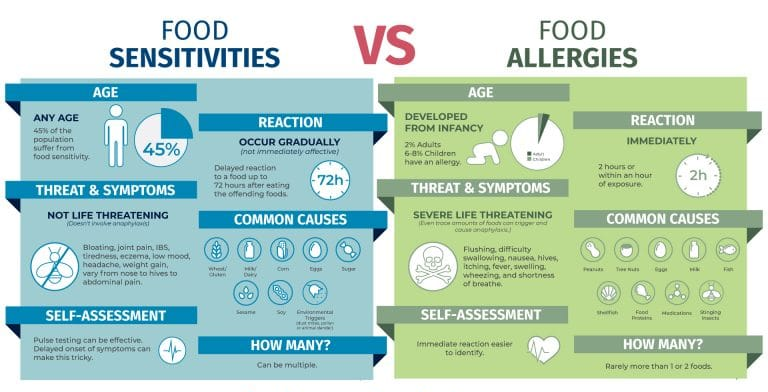 FOOD
SENSITIVITIES
VS
FOOD
ALLERGIES
AGE
ANY AGE
45% of the
population
suffer from
food sensitivity.
45%
REACTION
OCCUR GRADUALLY
(not immediately affective)
Delayed reaction
to a food up to
72 hours after eating
the offending foods.
72h
THREAT & SYMPTOMS
NOT LIFE THREATENING
(Doesn't involve anaphylaxis)
Bloating, joint pain, IBS,
tiredness, eczema, low mood,
headache, weight gain,
vary from nose to hives to
abdominal pain.
COMMON CAUSES
Wheat/
Gluten
Milk/
Dairy
Corn
Eggs
Sugar
Sesame
Soy
Environmental
Triggers
(dust mites, pollen
or animal dander)
SELF-ASSESSMENT
Pulse testing can be effective.
Delayed onset of symptoms can
make this tricky.
HOW MANY?
Can be multiple.
AGE
DEVELOPED
FROM INFANCY
2% Adults
6-8% Children
have an allergy.
Adult
Children
REACTION
IMMEDIATELY
2 hours or
within an hour
of exposure.
2h
THREAT & SYMPTOMS
SEVERE LIFE THREATENING
(Even trace amounts of foods can trigger and
cause anaphylaxis.)
Flushing, difficulty
swallowing, nausea, hives,
itching, fever, swelling,
wheezing, and shortness
of breathe.
COMMON CAUSES
Peanuts
Tree Nuts
Eggs
Milk
Fish
Shellfish
Food
Proteins
Medications
Stinging
Insects
SELF-ASSESSMENT
Immediate reaction easier
to identify.
HOW MANY?
Rarely more than 1 or 2 foods.